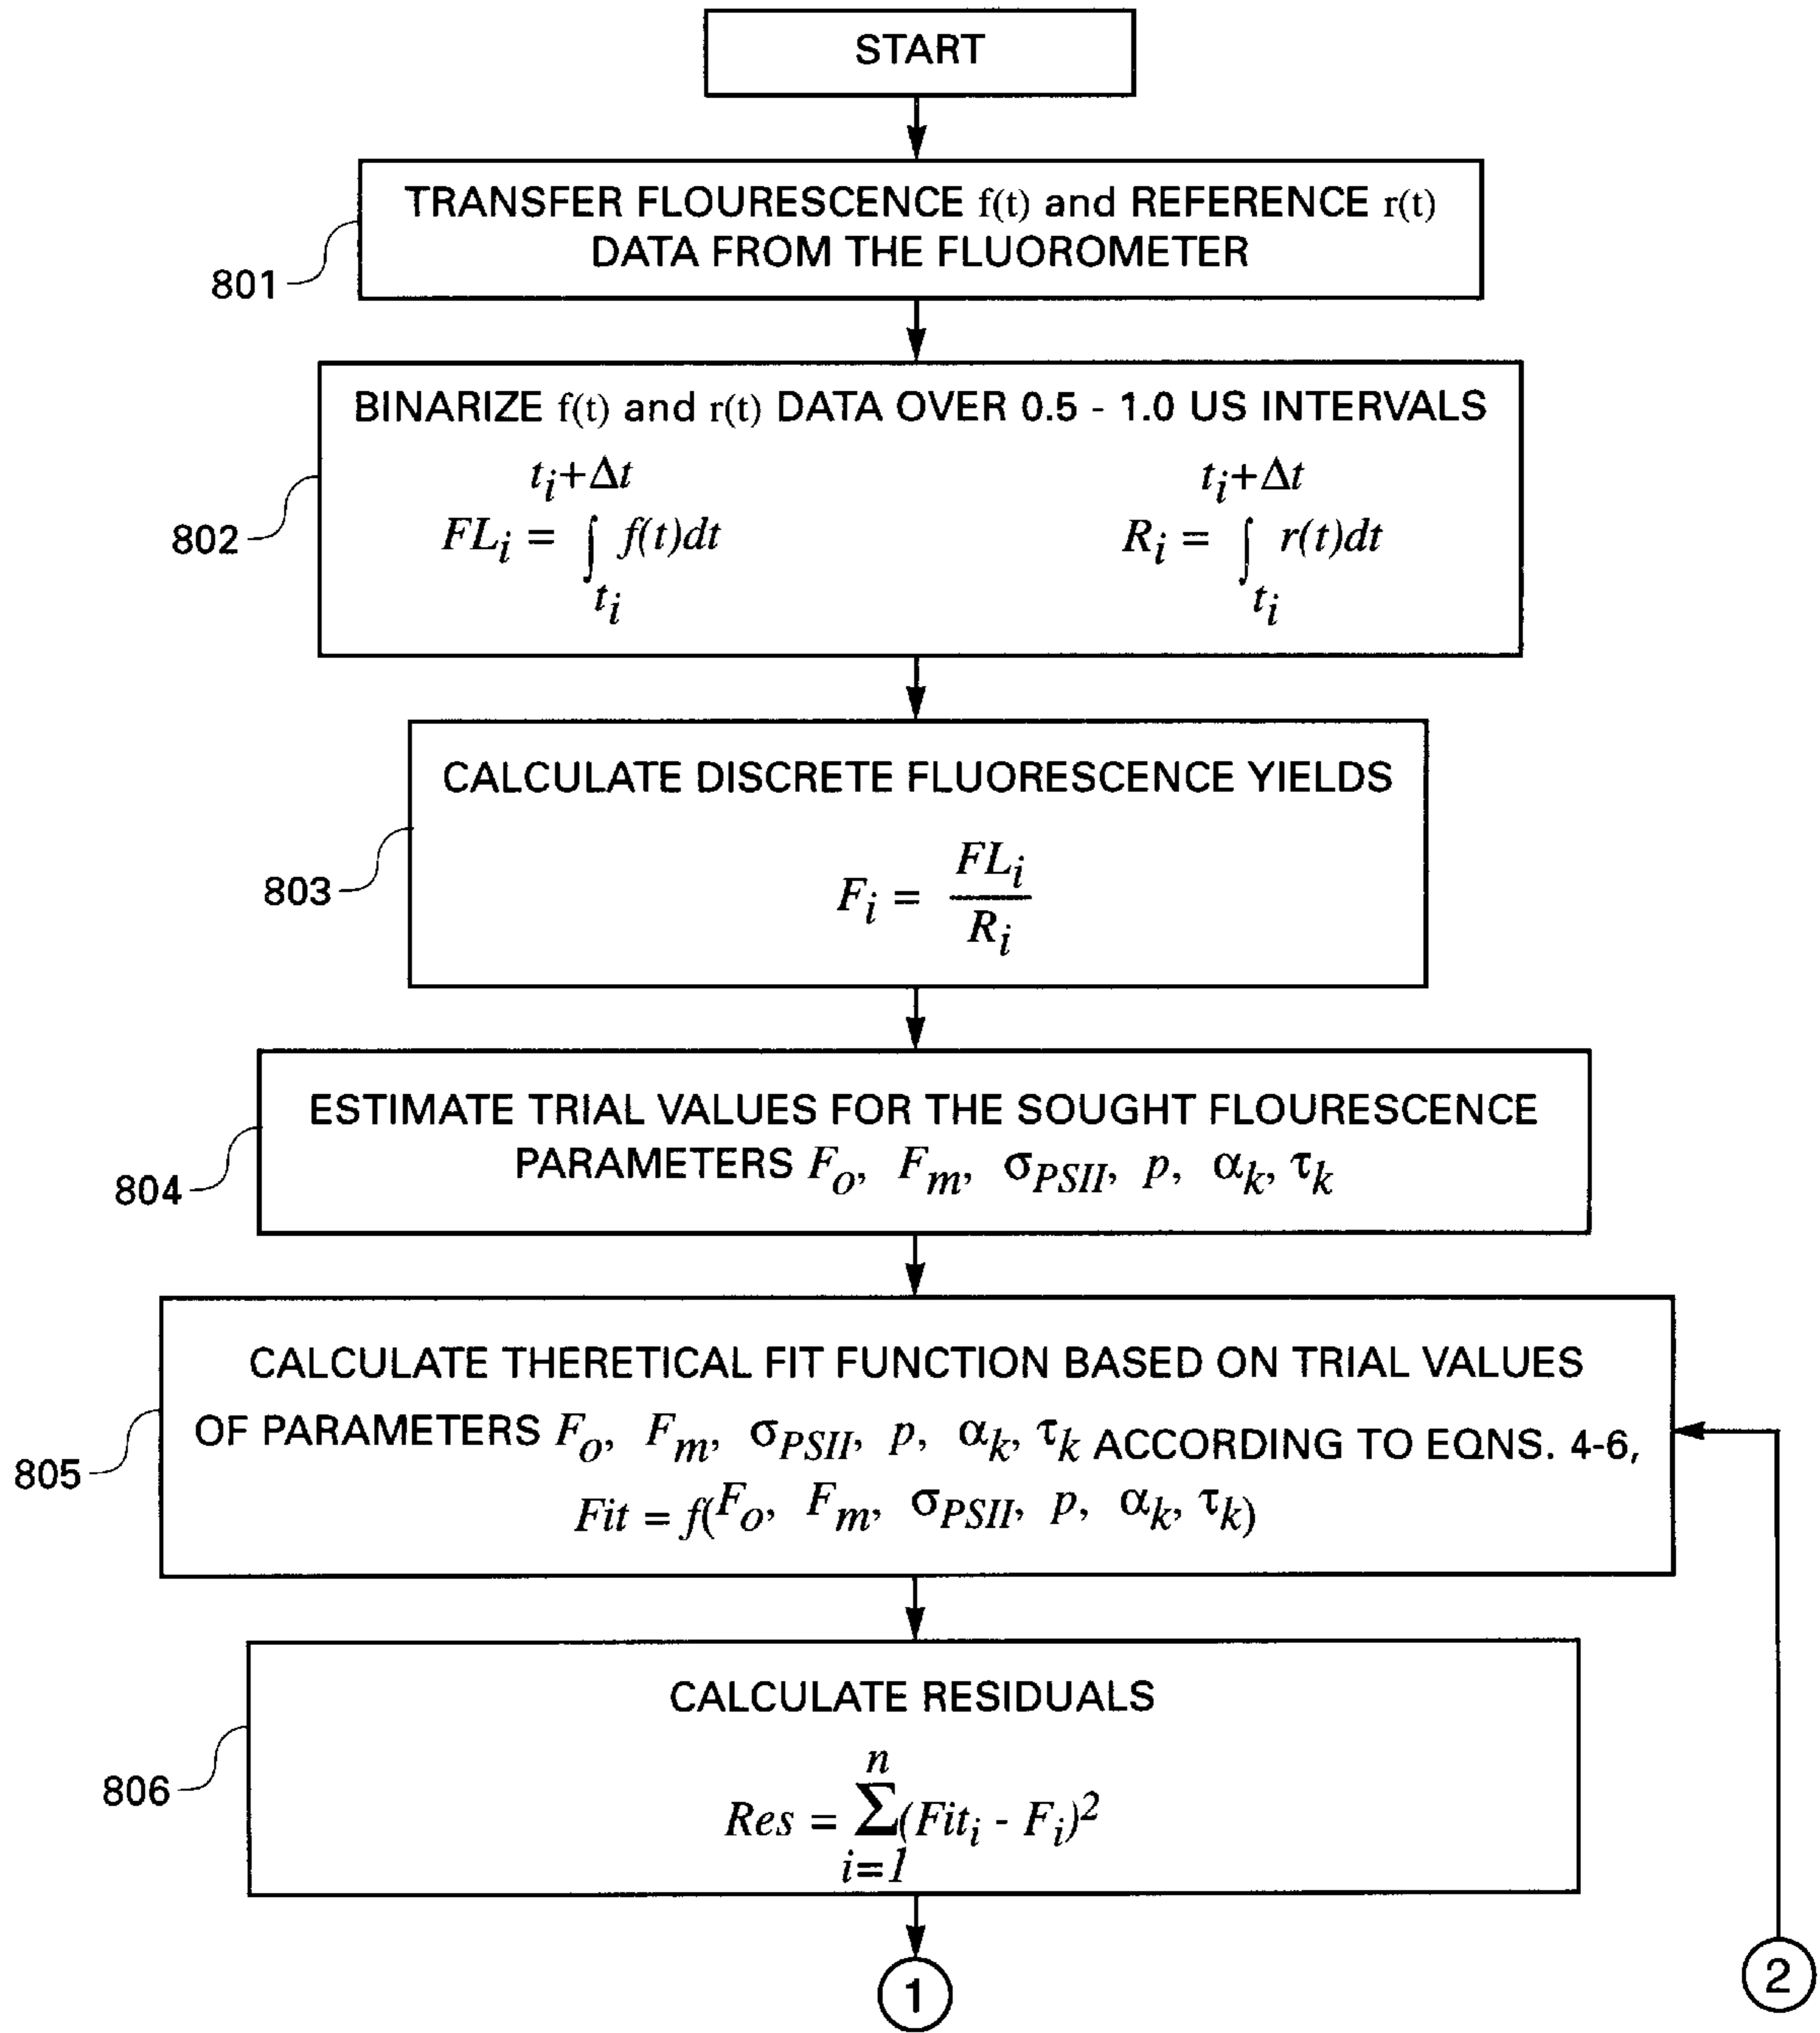 START
TRANSFER FLOURESCENCE f(t) and REFERENCE r(t)
DATA FROM THE FLUOROMETER
801
BINARIZE f(t) and r(t) DATA OVER 0.5 - 1.0 US INTERVALS
t_i+Δt t_i+Δt
FL_i = ∫ f(t)dt R_i = ∫ r(t)dt
t_i t_i
802
CALCULATE DISCRETE FLUORESCENCE YIELDS
F_i = FL_i / R_i
803
ESTIMATE TRIAL VALUES FOR THE SOUGHT FLOURESCENCE
PARAMETERS F_o, F_m, σ_PSII, p, α_k, τ_k
804
CALCULATE THERETICAL FIT FUNCTION BASED ON TRIAL VALUES
OF PARAMETERS F_o, F_m, σ_PSII, p, α_k, τ_k ACCORDING TO EQNS. 4-6,
Fit = f(F_o, F_m, σ_PSII, p, α_k, τ_k)
805
CALCULATE RESIDUALS
n
Res = Σ(Fit_i - F_i)²
i=1
806
1
2